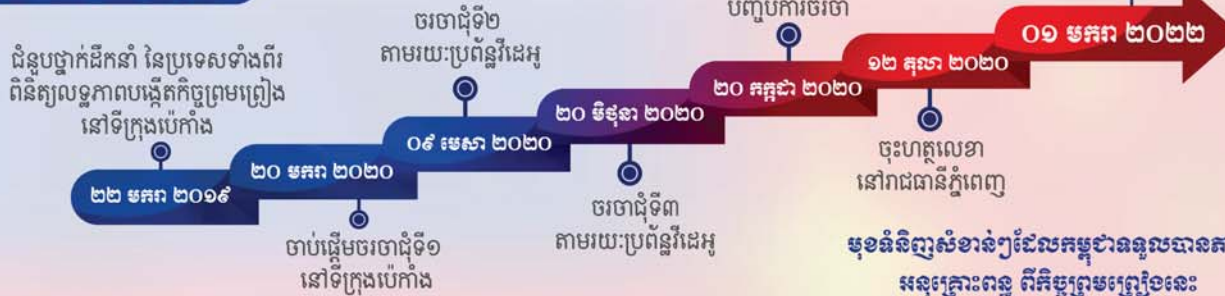 ជំនួបថ្នាក់ដឹកនាំ នៃប្រទេសទាំងពីរ
ពិនិត្យលទ្ធភាពបង្កើតកិច្ចព្រមព្រៀង
នៅទីក្រុងប៉េកាំង
២២ មករា ២០១៩
២០ មករា ២០២០
ចាប់ផ្តើមចរចាជុំទី១
នៅទីក្រុងប៉េកាំង
ចរចាជុំទី២
តាមរយៈប្រព័ន្ធវីដេអូ
០៩ មេសា ២០២០
២០ មិថុនា ២០២០
ចរចាជុំទី៣
តាមរយៈប្រព័ន្ធវីដេអូ
បញ្ចប់ការចរចា
២០ កក្កដា ២០២០
១២ តុលា ២០២០
ចុះហត្ថលេខា
នៅរាជធានីភ្នំពេញ
០១ មករា ២០២២
មុខទំនិញសំខាន់ៗដែលកម្ពុជាទទួលបាន
អនុគ្រោះពន្ធ ពីកិច្ចព្រមព្រៀងនេះ